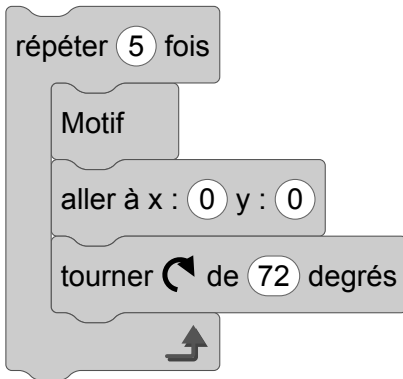 répéter 5 fois
Motif
aller à x : 0 y : 0
tourner de 72 degrés